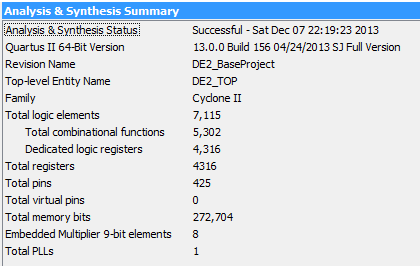 Analysis & Synthesis Summary
Analysis & Synthesis Status Successful - Sat Dec 07 22:19:23 2013
Quartus II 64-Bit Version 13.0.0 Build 156 04/24/2013 SJ Full Version
Revision Name DE2_BaseProject
Top-level Entity Name DE2_TOP
Family Cyclone II
Total logic elements 7,115
Total combinational functions 5,302
Dedicated logic registers 4,316
Total registers 4316
Total pins 425
Total virtual pins 0
Total memory bits 272,704
Embedded Multiplier 9-bit elements 8
Total PLLs 1